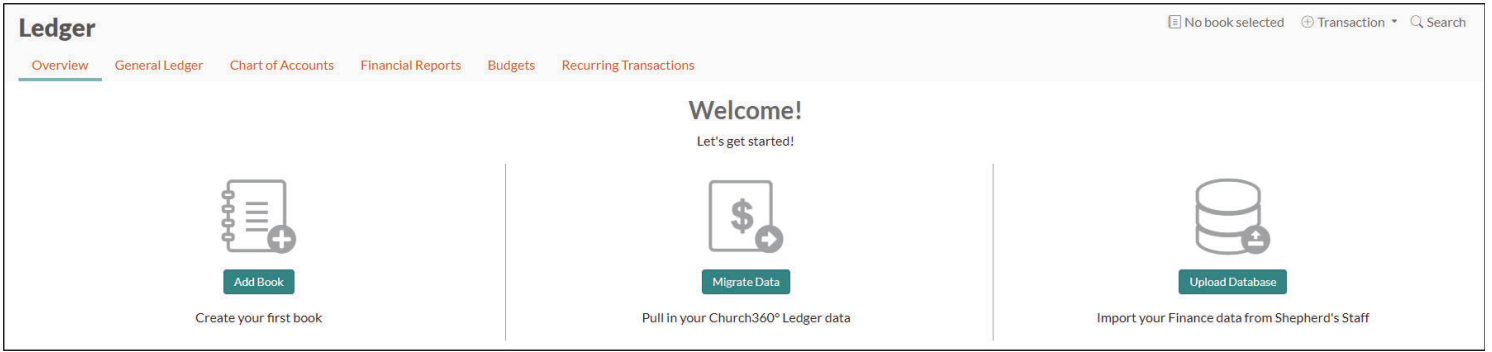 Ledger
No book selected Transaction Search
Overview General Ledger Chart of Accounts Financial Reports Budgets Recurring Transactions
Welcome!
Let's get started!
$
Add Book Migrate Data Upload Database
Create your first book Pull in your Church360° Ledger data Import your Finance data from Shepherd's Staff